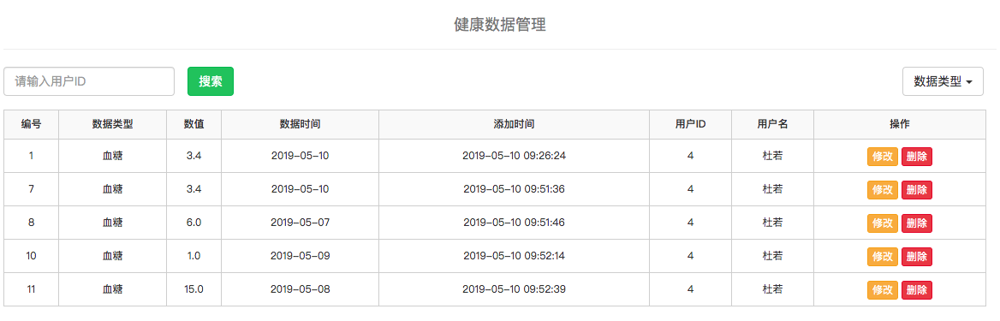 健康数据管理
请输入用户ID 搜索 数据类型
编号 数据类型 数值 数据时间 添加时间 用户ID 用户名 操作
1 血糖 3.4 2019-05-10 2019-05-10 09:26:24 4 杜若 修改 删除
7 血糖 3.4 2019-05-10 2019-05-10 09:51:36 4 杜若 修改 删除
8 血糖 6.0 2019-05-07 2019-05-10 09:51:46 4 杜若 修改 删除
10 血糖 1.0 2019-05-09 2019-05-10 09:52:14 4 杜若 修改 删除
11 血糖 15.0 2019-05-08 2019-05-10 09:52:39 4 杜若 修改 删除